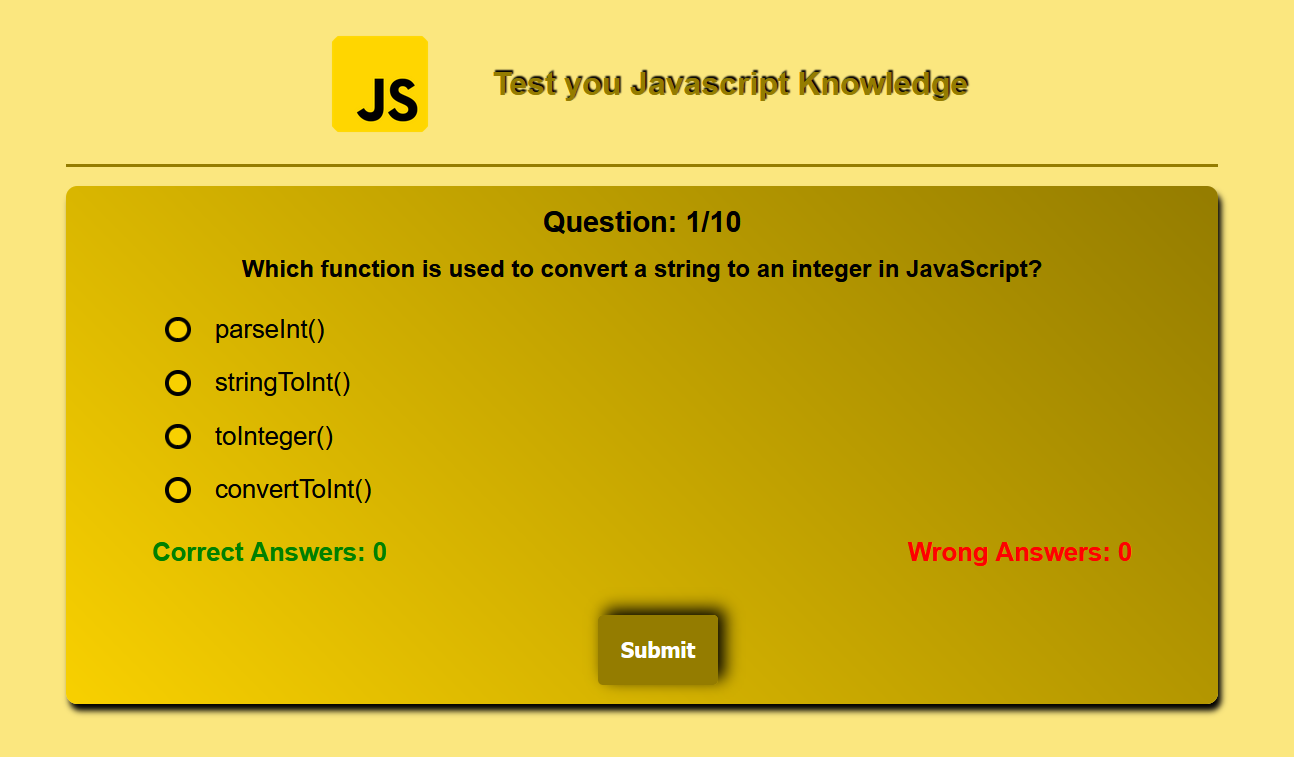 JS
Test you Javascript Knowledge
Question: 1/10
Which function is used to convert a string to an integer in JavaScript?
parseInt()
stringToInt()
toInteger()
convertToInt()
Correct Answers: 0
Wrong Answers: 0
Submit